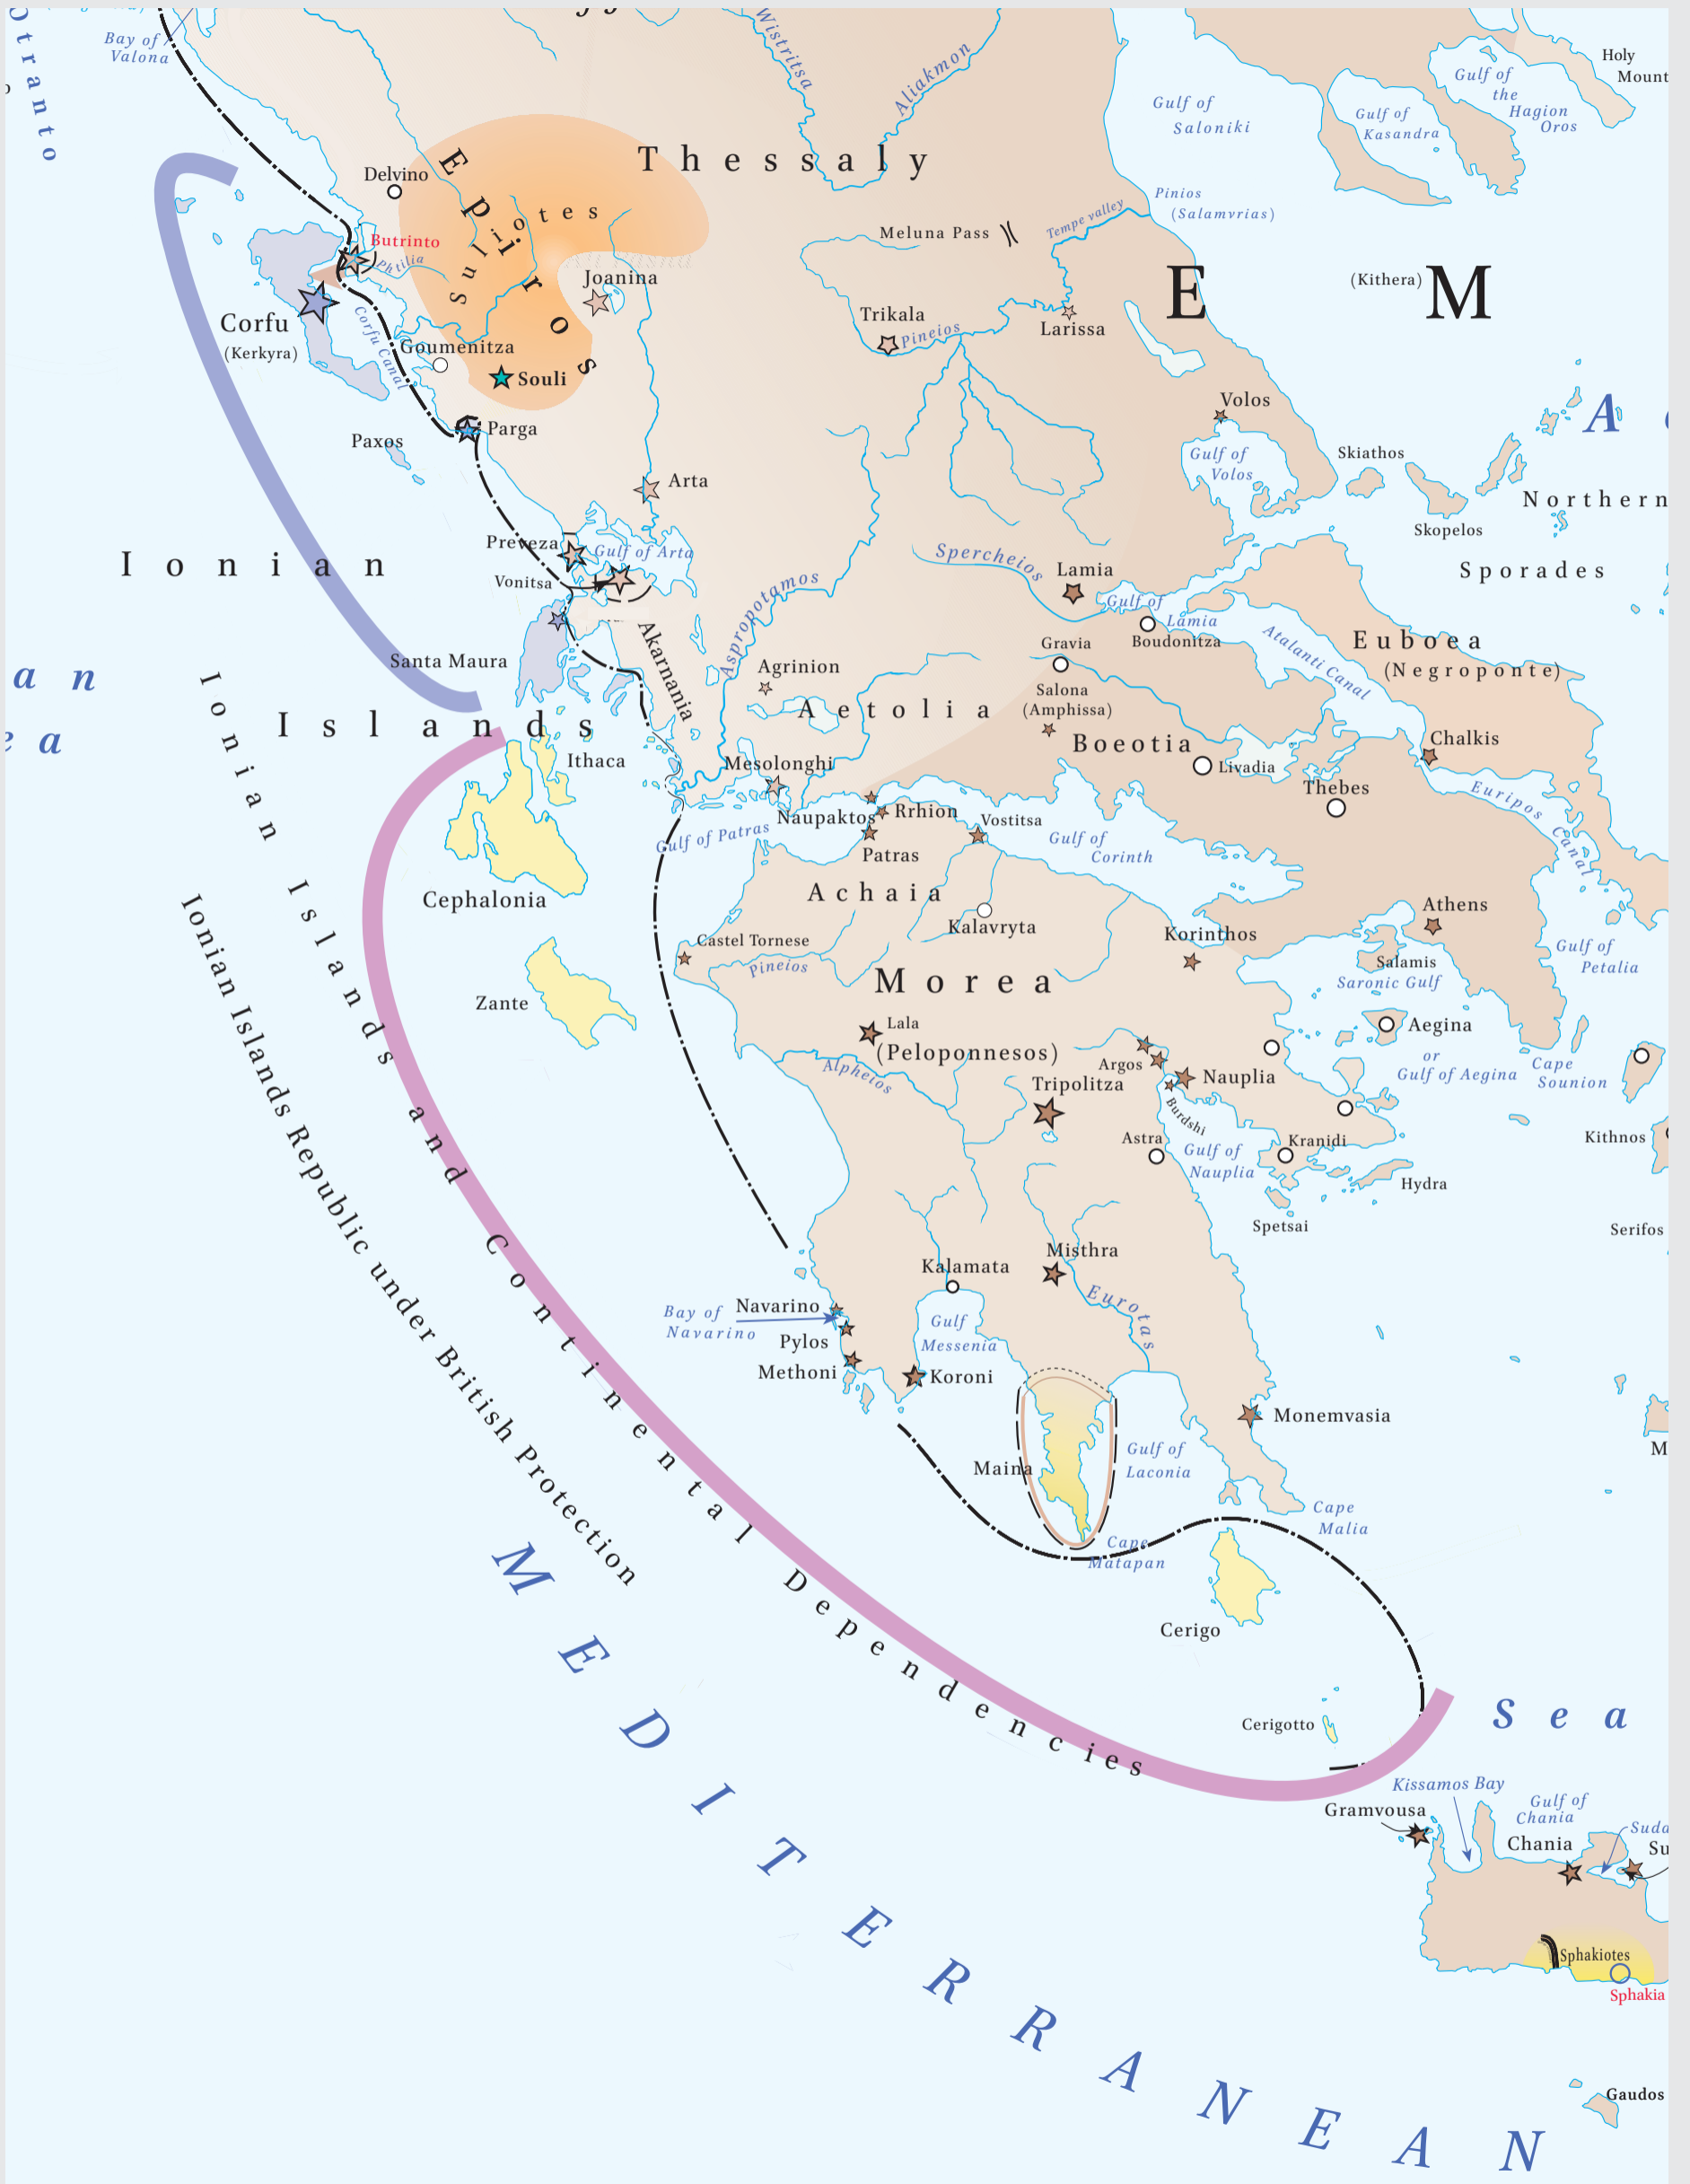 Otranto
Bay of
Valona
Wistritsa
Aliakmon
Gulf of
Saloniki
Gulf of
Kasandra
Gulf of
the
Hagion
Oros
Holy
Mount
Delvino
Epiros
Suliotes
Thessaly
Meluna Pass
Tempe valley
Pinios
(Salamvrias)
Butrinto
Phtilia
Joanina
Corfu
(Kerkyra)
Corfu Canal
Goumenitza
Souli
Trikala
Pineios
Larissa
E
(Kithera)
M
Volos
Gulf of
Volos
Skiathos
Skopelos
Northern
Sporades
A
Paxos
Parga
Arta
Preveza
Gulf of Arta
Vonitsa
Ionian
Islands
Santa Maura
Akarnania
Aspropotamos
Spercheios
Lamia
Gulf of
Lamia
Boudonitza
Gravia
Salona
(Amphissa)
Atalanti Canal
Euboea
(Negroponte)
Agrinion
Aetolia
Boeotia
Livadia
Thebes
Chalkis
Euripos Canal
an
ea
Ithaca
Mesolonghi
Naupaktos
Rrhion
Patras
Vostitsa
Gulf of Patras
Gulf of
Corinth
Cephalonia
Achaia
Kalavryta
Korinthos
Athens
Salamis
Saronic Gulf
or
Gulf of Aegina
Gulf of
Petalia
Castel Tornese
Pineios
Morea
Zante
Lala
(Peloponnesos)
Alpheios
Tripolitza
Argos
Nauplia
Burdshi
Astra
Gulf of
Nauplia
Kranidi
Aegina
Cape
Sounion
Kithnos
Hydra
Spetsai
Serifos
Misthra
Kalamata
Eurotas
Bay of
Navarino
Navarino
Pylos
Methoni
Gulf
Messenia
Koroni
Maina
Gulf of
Laconia
Monemvasia
M
Cape
Matapan
Cape
Malia
Cerigo
Cerigotto
Ionian Islands and Continental Dependencies
Ionian Islands Republic under British Protection
Sea
MEDITERRANEAN
Kissamos Bay
Gramvousa
Gulf of
Chania
Chania
Suda
Su
Sphakiotes
Sphakia
Gaudos